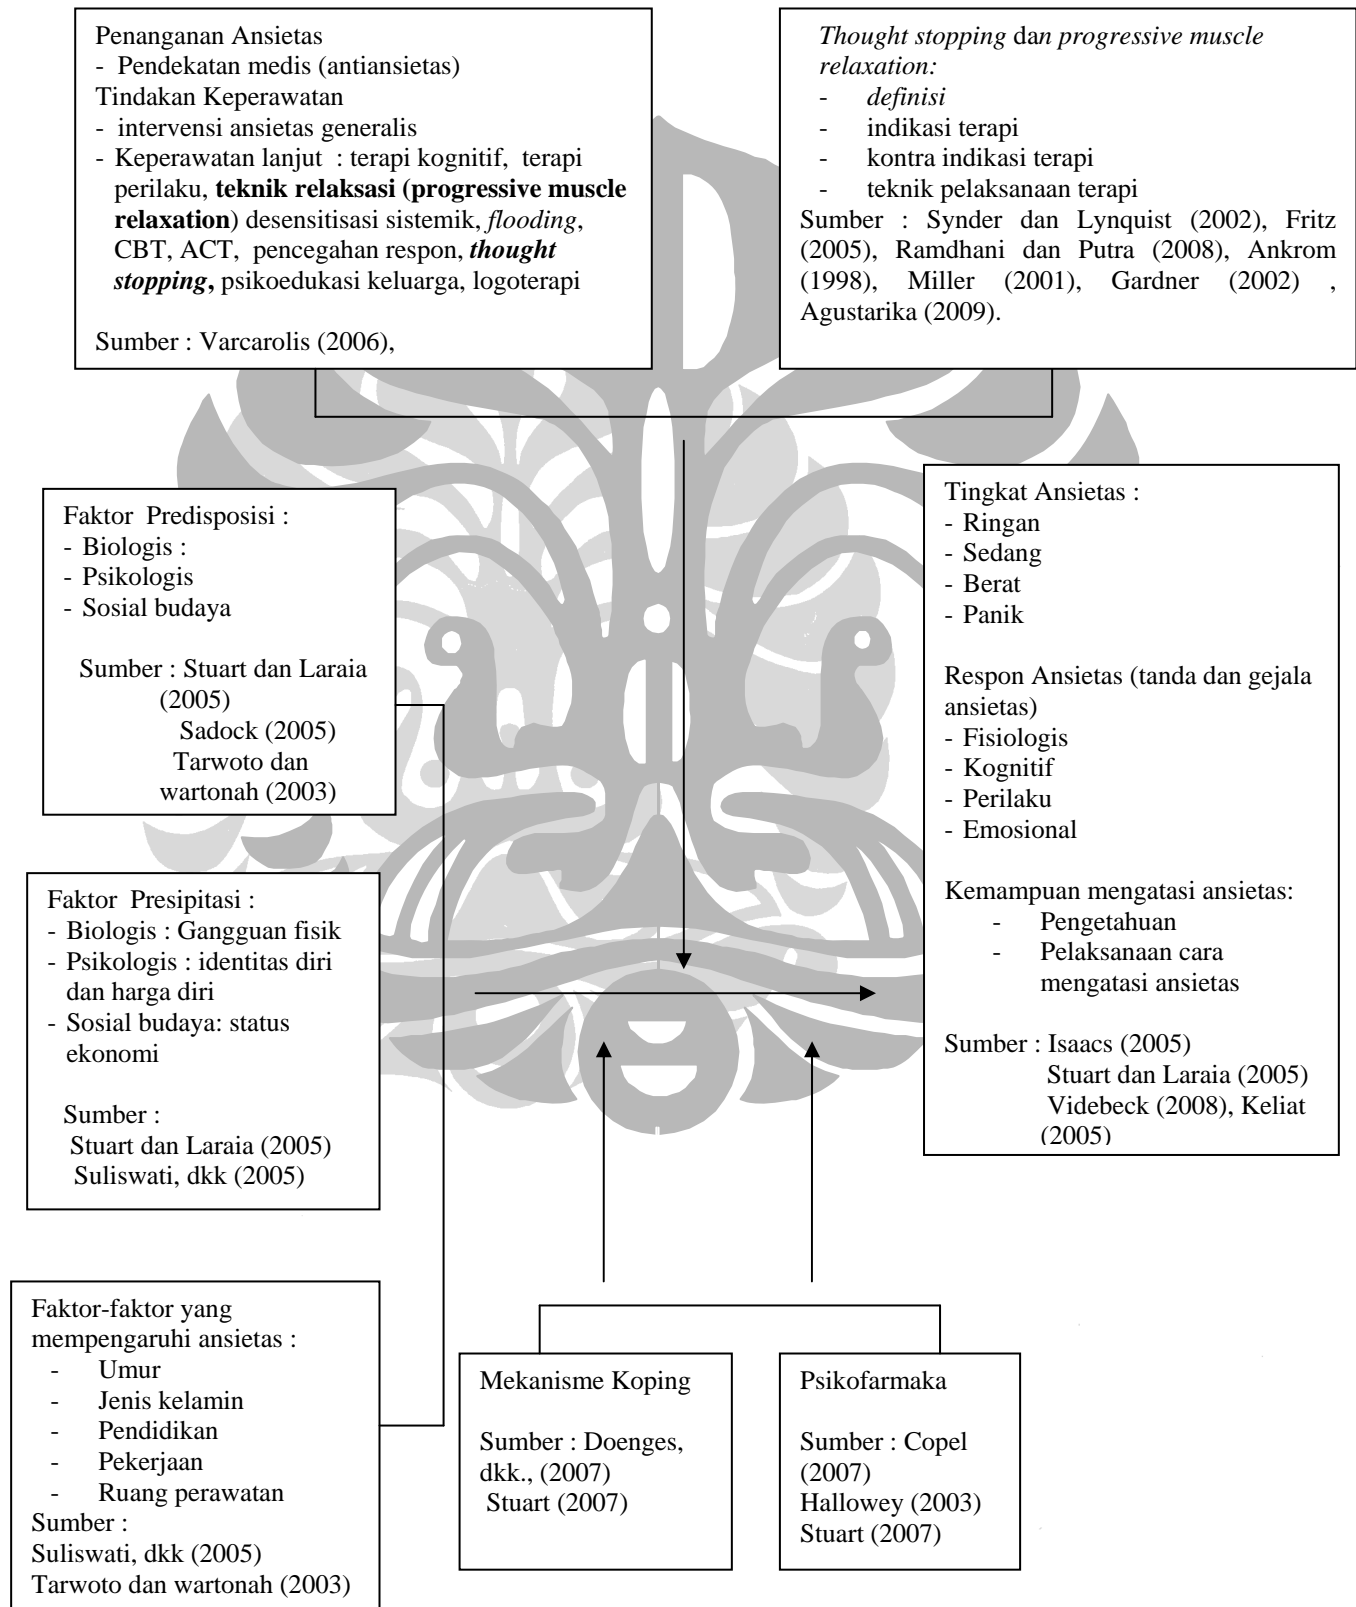 Penanganan Ansietas
- Pendekatan medis (antiansietas)
Tindakan Keperawatan
- intervensi ansietas generalis
- Keperawatan lanjut : terapi kognitif, terapi
perilaku, teknik relaksasi (progressive muscle
relaxation) desensitisasi sistemik, flooding,
CBT, ACT, pencegahan respon, thought
stopping, psikoedukasi keluarga, logoterapi
Sumber : Varcarolis (2006),
Thought stopping dan progressive muscle
relaxation:
- definisi
- indikasi terapi
- kontra indikasi terapi
- teknik pelaksanaan terapi
Sumber : Synder dan Lynquist (2002), Fritz
(2005), Ramdhani dan Putra (2008), Ankrom
(1998), Miller (2001), Gardner (2002) ,
Agustarika (2009).
Faktor Predisposisi :
- Biologis :
- Psikologis
- Sosial budaya
Sumber : Stuart dan Laraia
(2005)
Sadock (2005)
Tarwoto dan
wartonah (2003)
Tingkat Ansietas :
- Ringan
- Sedang
- Berat
- Panik
Respon Ansietas (tanda dan gejala
ansietas)
- Fisiologis
- Kognitif
- Perilaku
- Emosional
Kemampuan mengatasi ansietas:
- Pengetahuan
- Pelaksanaan cara
mengatasi ansietas
Sumber : Isaacs (2005)
Stuart dan Laraia (2005)
Videbeck (2008), Keliat
(2005)
Faktor Presipitasi :
- Biologis : Gangguan fisik
- Psikologis : identitas diri
dan harga diri
- Sosial budaya: status
ekonomi
Sumber :
Stuart dan Laraia (2005)
Suliswati, dkk (2005)
Faktor-faktor yang
mempengaruhi ansietas :
- Umur
- Jenis kelamin
- Pendidikan
- Pekerjaan
- Ruang perawatan
Sumber :
Suliswati, dkk (2005)
Tarwoto dan wartonah (2003)
Mekanisme Koping
Sumber : Doenges,
dkk., (2007)
Stuart (2007)
Psikofarmaka
Sumber : Copel
(2007)
Hallowey (2003)
Stuart (2007)